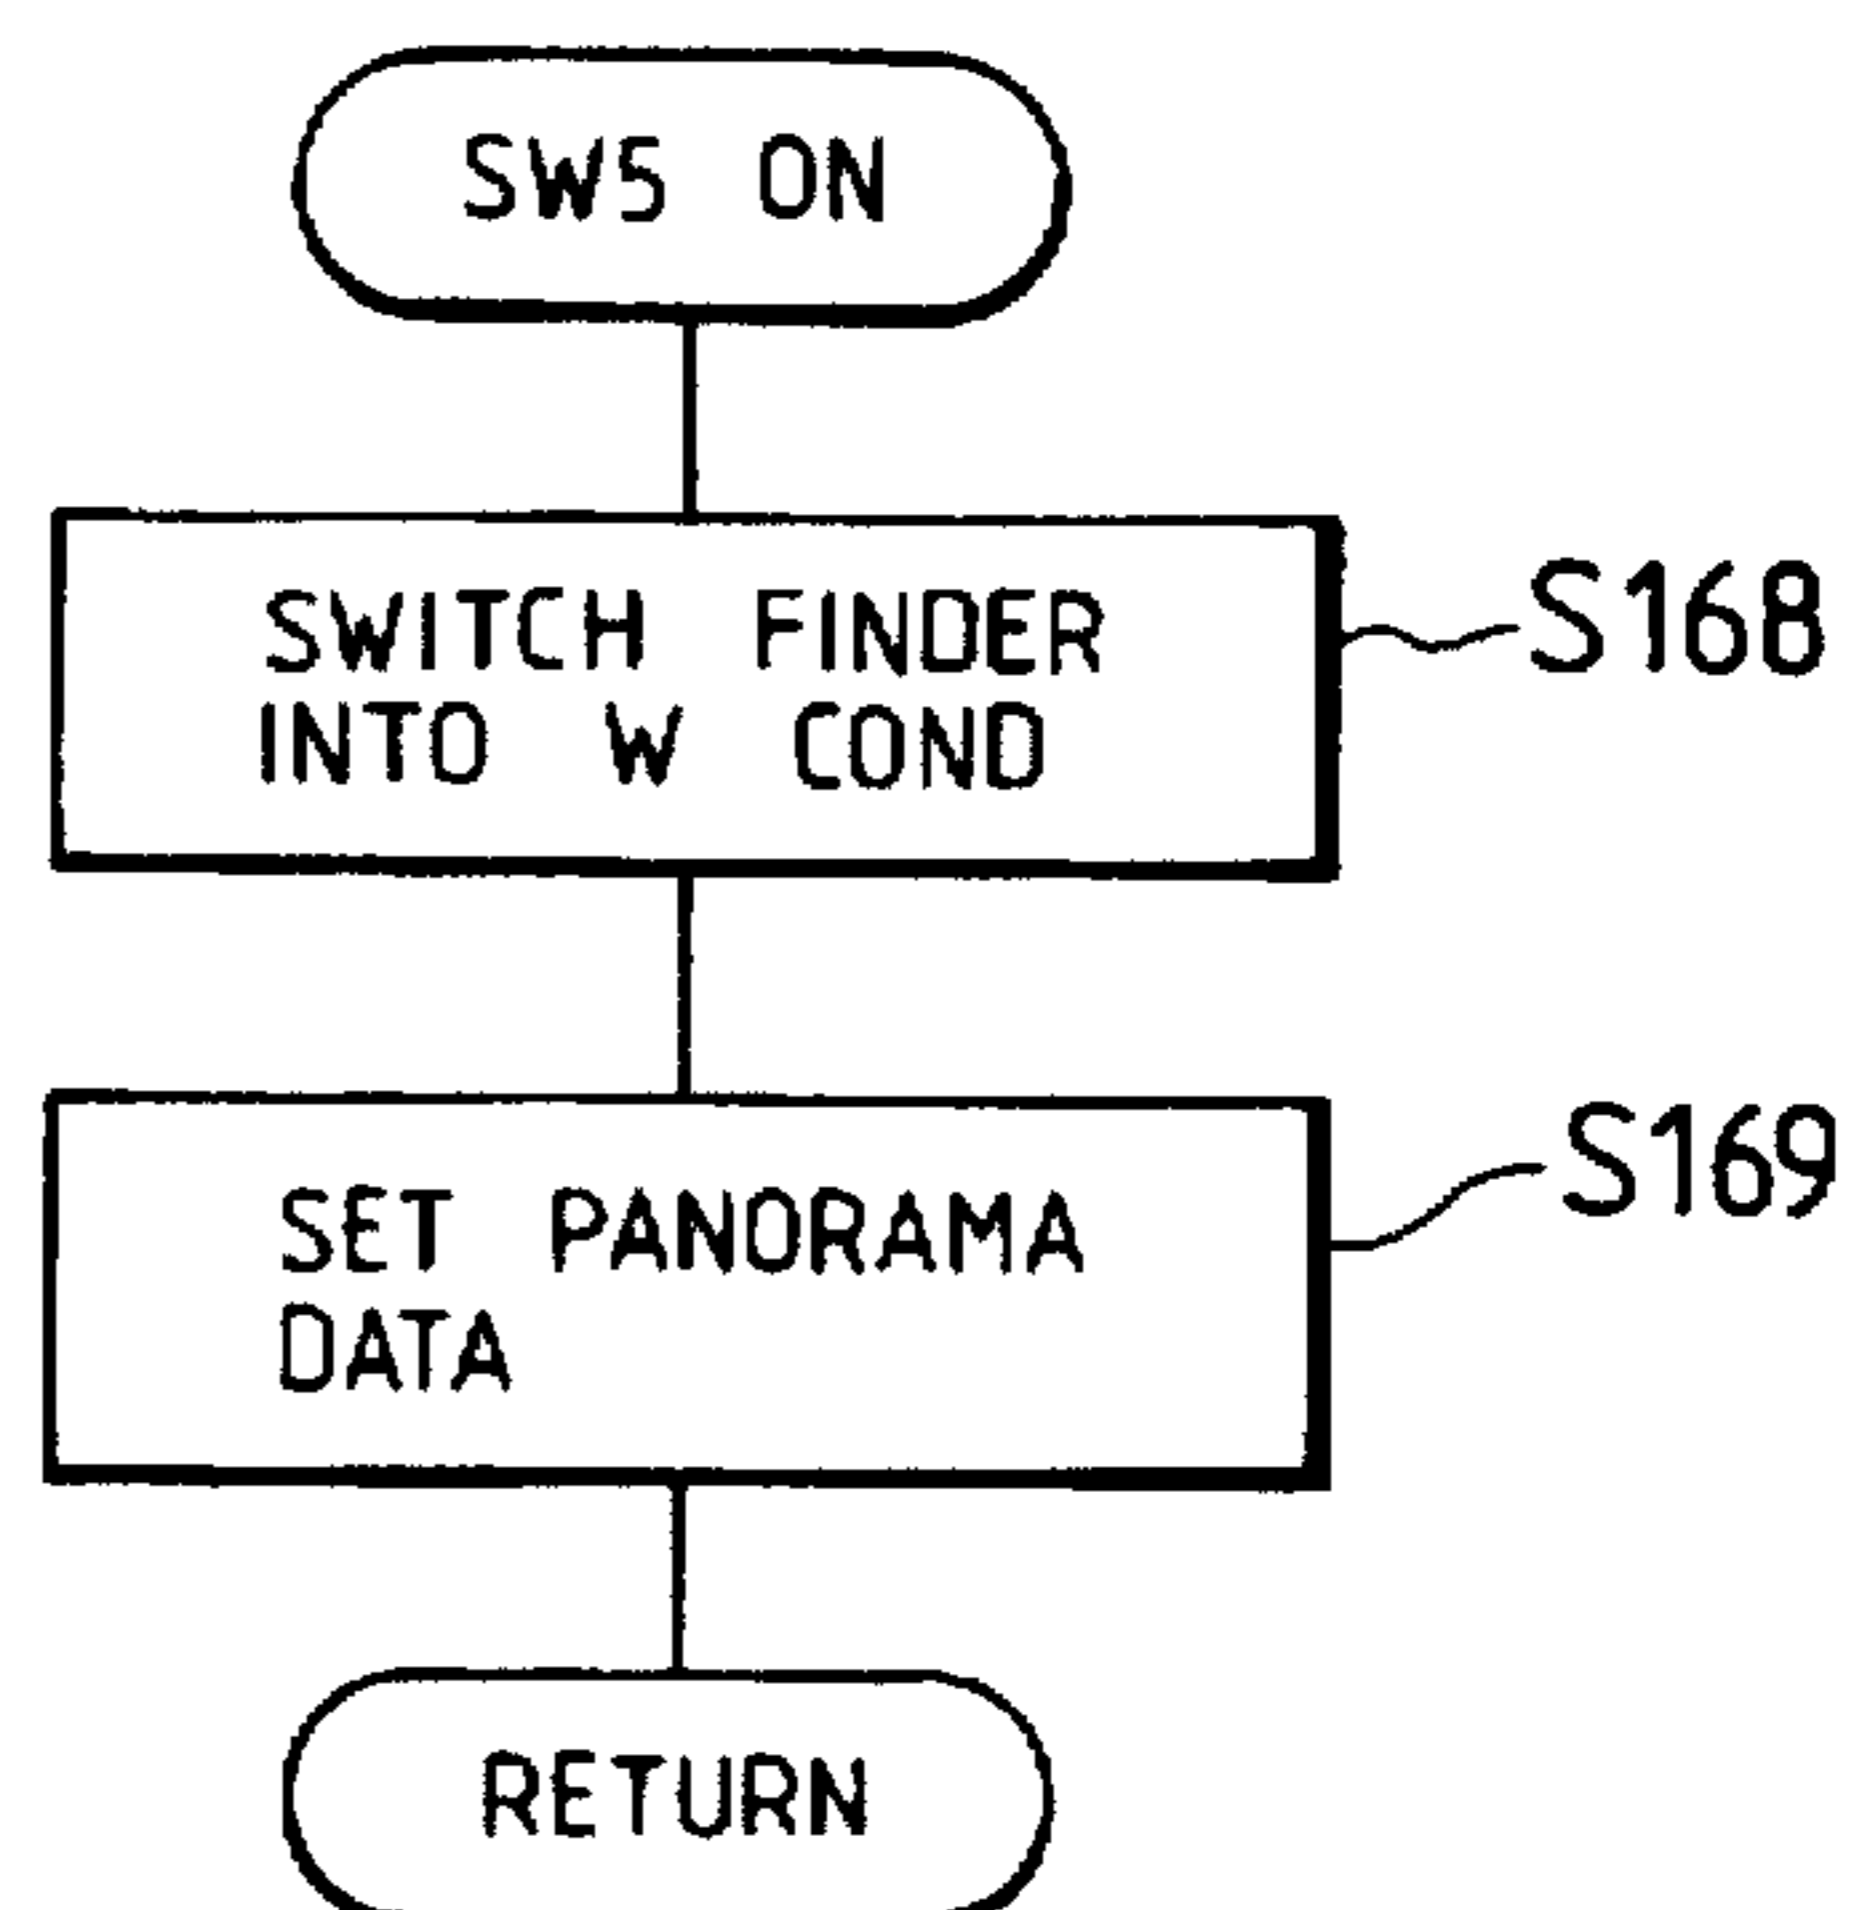 SW5 ON
SWITCH FINDER
INTO W COND
S168
SET PANORAMA
DATA
S169
RETURN